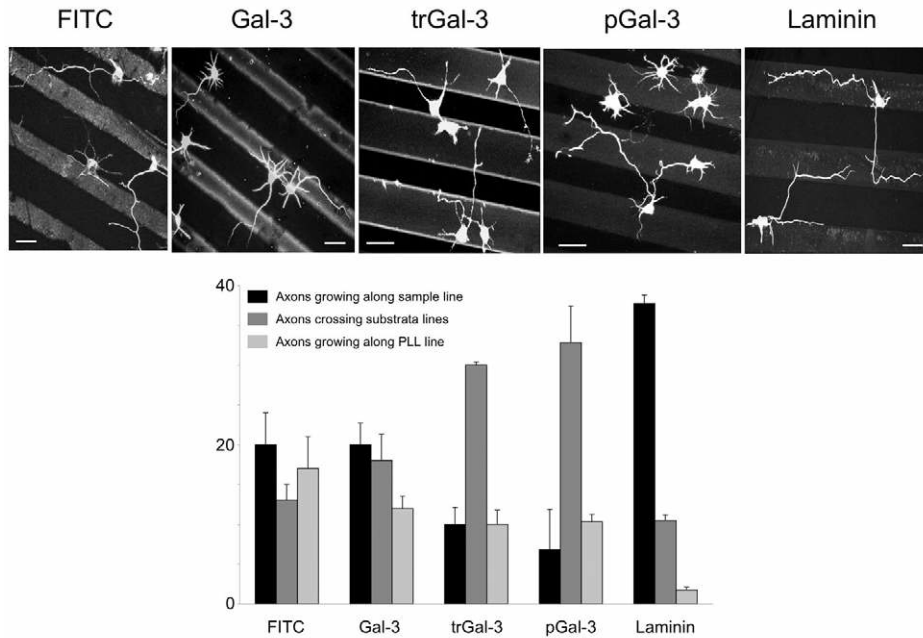 FITC Gal-3 trGal-3 pGal-3 Laminin
40
Axons growing along sample line
Axons crossing substrata lines
Axons growing along PLL line
20
0
FITC Gal-3 trGal-3 pGal-3 Laminin